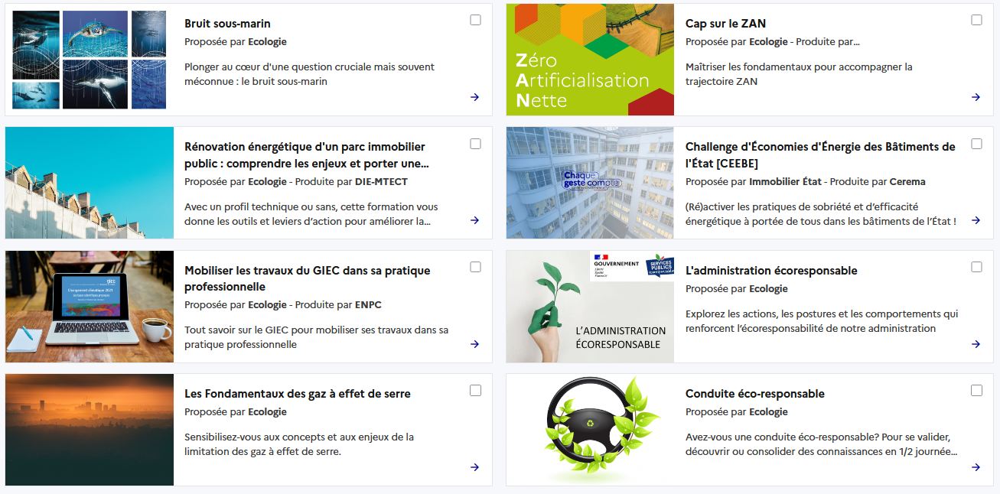 Bruit sous-marin
Proposée par Ecologie
Plonger au cœur d'une question cruciale mais souvent
méconnue : le bruit sous-marin
Zéro
Artificialisation
Nette
Cap sur le ZAN
Proposée par Ecologie - Produite par...
Maîtriser les fondamentaux pour accompagner la
trajectoire ZAN
Rénovation énergétique d'un parc immobilier
public : comprendre les enjeux et porter une...
Proposée par Ecologie - Produite par DIE-MTECT
Avec un profil technique ou sans, cette formation vous
donne les outils et leviers d’action pour améliorer la...
Chaque
geste compte
Challenge d'Économies d'Énergie des Bâtiments de
l'État [CEEBE]
Proposée par Immobilier État - Produite par Cerema
(Ré)activer les pratiques de sobriété et d’efficacité
énergétique à portée de tous dans les bâtiments de l’État !
giec
Changement climatique 2021
Mobiliser les travaux du GIEC dans sa pratique
professionnelle
Proposée par Ecologie - Produite par ENPC
Tout savoir sur le GIEC pour mobiliser ses travaux dans sa
pratique professionnelle
GOUVERNEMENT
Liberté
Égalité
Fraternité
SERVICES
PUBLICS
écoresponsables
L’ADMINISTRATION
ÉCORESPONSABLE
L'administration écoresponsable
Proposée par Ecologie
Explorez les actions, les postures et les comportements qui
renforcent l’écoresponsabilité de notre administration
Les Fondamentaux des gaz à effet de serre
Proposée par Ecologie
Sensibilisez-vous aux concepts et aux enjeux de la
limitation des gaz à effet de serre.
Conduite éco-responsable
Proposée par Ecologie
Avez-vous une conduite éco-responsable? Pour se valider,
découvrir ou consolider des connaissances en 1/2 journée...